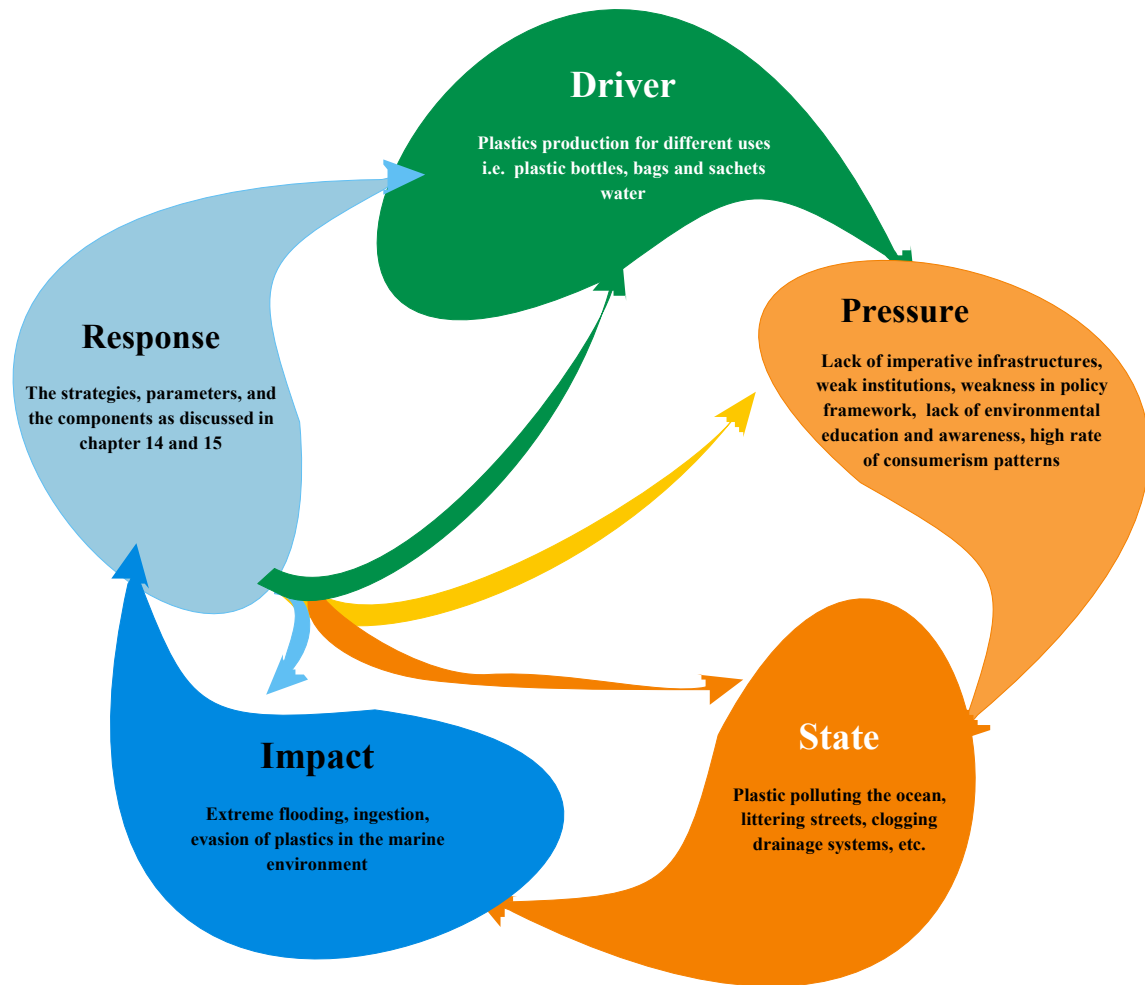 Driver
Plastics production for different uses
i.e. plastic bottles, bags and sachets
water
Pressure
Lack of imperative infrastructures,
weak institutions, weakness in policy
framework, lack of environmental
education and awareness, high rate
of consumerism patterns
Response
The strategies, parameters, and
the components as discussed in
chapter 14 and 15
State
Plastic polluting the ocean,
littering streets, clogging
drainage systems, etc.
Impact
Extreme flooding, ingestion,
evasion of plastics in the marine
environment